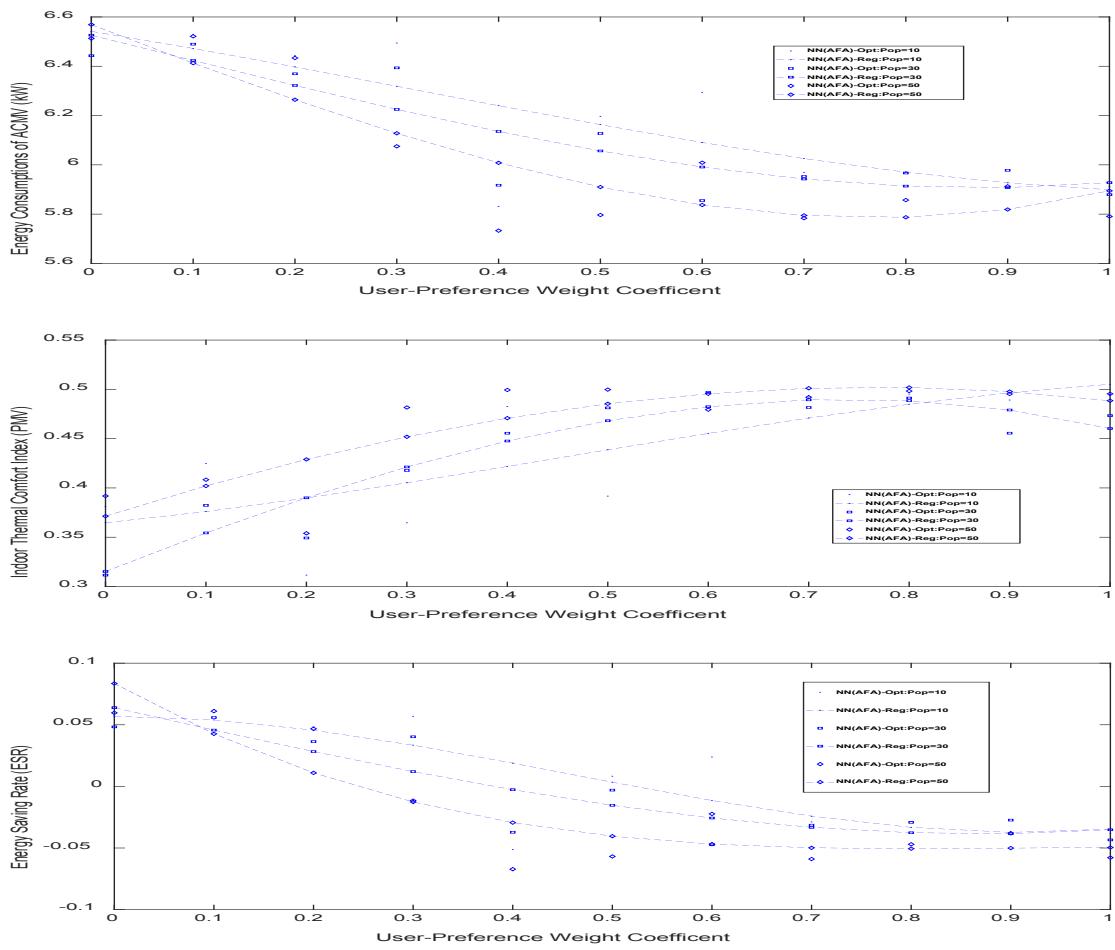 Energy Consumptions of ACMV (kW)
6.6
6.4
6.2
6
5.8
5.6
NN(AFA)-Opt:Pop=10
NN(AFA)-Reg:Pop=10
NN(AFA)-Opt:Pop=30
NN(AFA)-Reg:Pop=30
NN(AFA)-Opt:Pop=50
NN(AFA)-Reg:Pop=50
0 0.1 0.2 0.3 0.4 0.5 0.6 0.7 0.8 0.9 1
User-Preference Weight Coefficent
Indoor Thermal Comfort Index (PMV)
0.55
0.5
0.45
0.4
0.35
0.3
NN(AFA)-Opt:Pop=10
NN(AFA)-Reg:Pop=10
NN(AFA)-Opt:Pop=30
NN(AFA)-Reg:Pop=30
NN(AFA)-Opt:Pop=50
NN(AFA)-Reg:Pop=50
0 0.1 0.2 0.3 0.4 0.5 0.6 0.7 0.8 0.9 1
User-Preference Weight Coefficent
Energy Saving Rate (ESR)
0.1
0.05
0
-0.05
-0.1
NN(AFA)-Opt:Pop=10
NN(AFA)-Reg:Pop=10
NN(AFA)-Opt:Pop=30
NN(AFA)-Reg:Pop=30
NN(AFA)-Opt:Pop=50
NN(AFA)-Reg:Pop=50
0 0.1 0.2 0.3 0.4 0.5 0.6 0.7 0.8 0.9 1
User-Preference Weight Coefficent